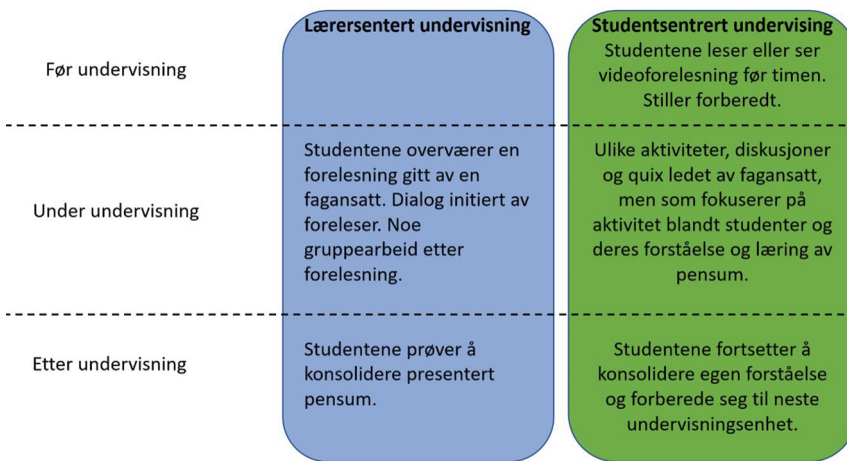 Lærersentert undervisning
Studentsentrert undervising
Før undervisning
Studentene leser eller ser
videoforelesning før timen.
Stiller forberedt.
Under undervisning
Studentene overværer en
forelesning gitt av en
fagansatt. Dialog initiert av
foreleser. Noe
gruppearbeid etter
forelesning.
Ulike aktiviteter, diskusjoner
og quix ledet av fagansatt,
men som fokuserer på
aktivitet blandt studenter og
deres forståelse og læring av
pensum.
Etter undervisning
Studentene prøver å
konsolidere presentert
pensum.
Studentene fortsetter å
konsolidere egen forståelse
og forberede seg til neste
undervisningsenhet.